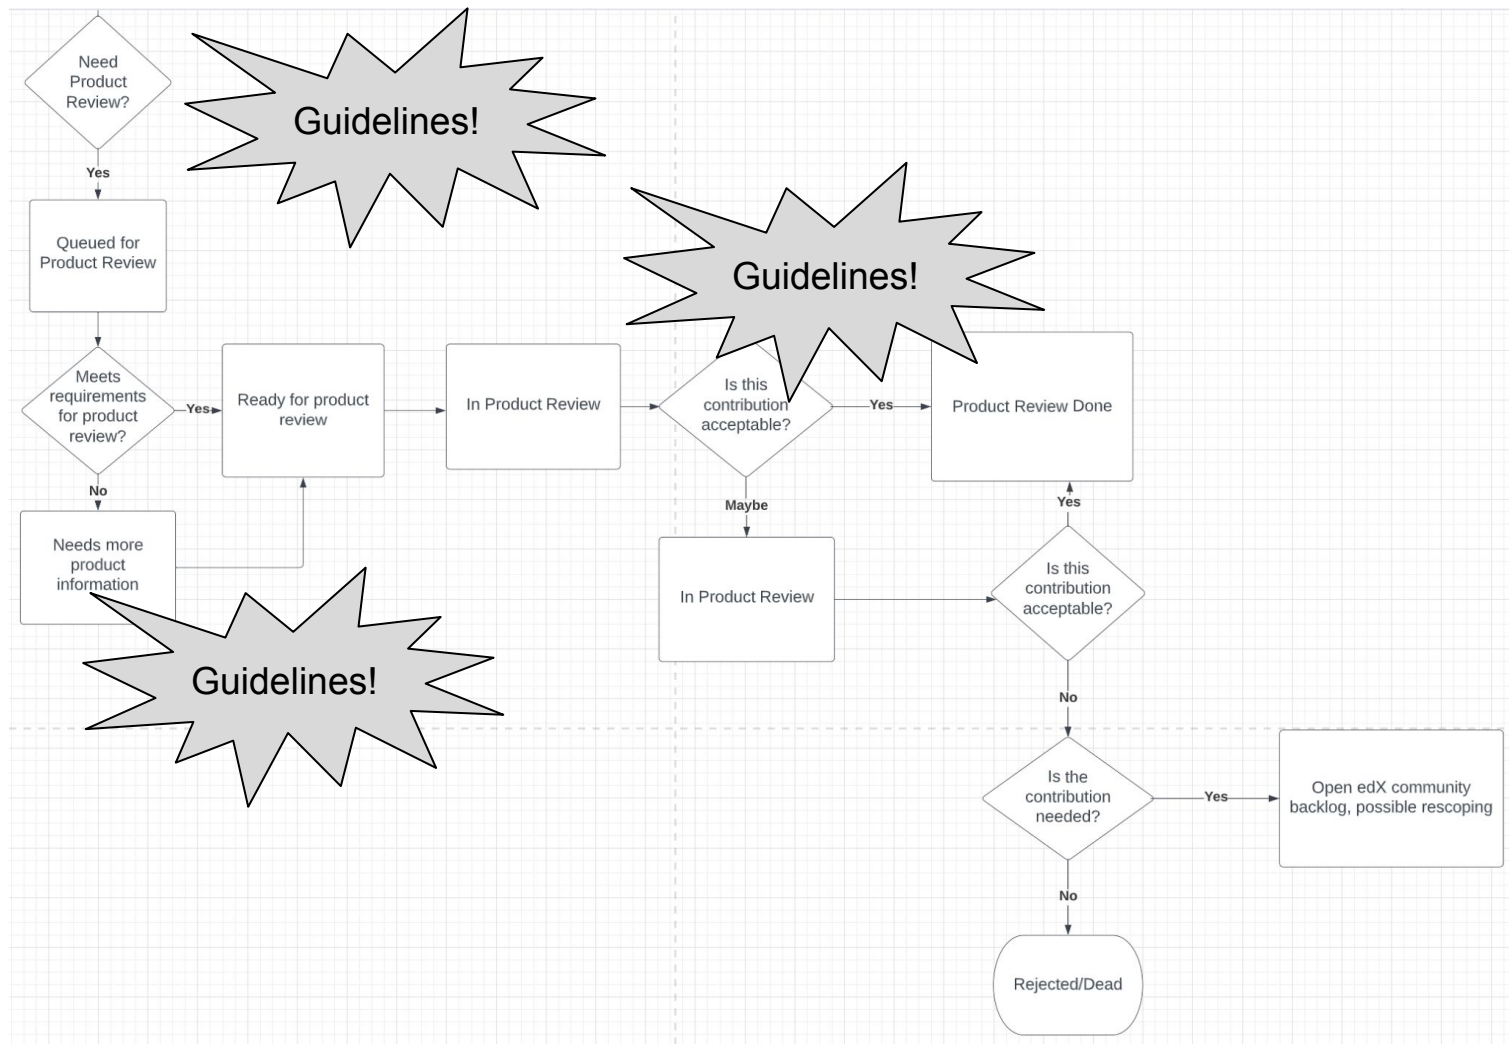 Need
Product
Review?
Guidelines!
Yes
Queued for
Product Review
Guidelines!
Meets
requirements
for product
review?
Yes
Ready for product
review
In Product Review
Is this
contribution
acceptable?
Yes
Product Review Done
No
Maybe
Yes
Needs more
product
information
In Product Review
Is this
contribution
acceptable?
Guidelines!
No
Is the
contribution
needed?
Yes
Open edX community
backlog, possible rescoping
No
Rejected/Dead